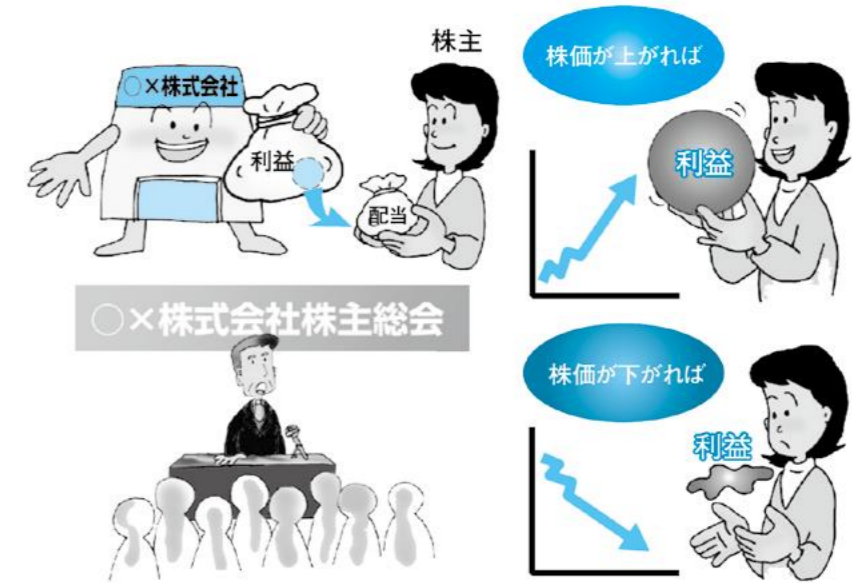 株主
○×株式会社
利益
配当
○×株式会社株主総会
株価が上がれば
利益
株価が下がれば
利益